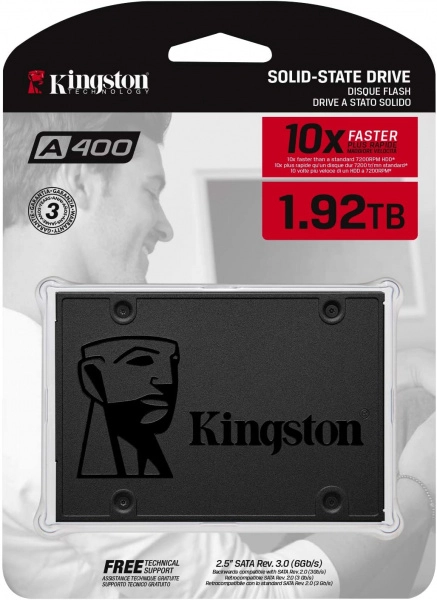 Kingston
TECHNOLOGY
SOLID-STATE DRIVE
DISQUE FLASH
DRIVE A STATO SOLIDO
A400
3
10x FASTER
PLUS RAPIDE
MAGGIORE VELOCITÀ
10x faster than a standard 7200RPM HDD*
10x plus rapide qu'un disque dur 7200 tr/mn standard*
10 volte più veloce di un HDD a 7200RPM*
1.92TB
Kingston
FREE TECHNICAL SUPPORT
ASSISTANCE TECHNIQUE GRATUITE
SUPPORTO TECNICO GRATUITO
2.5" SATA Rev. 3.0 (6Gb/s)
Backwards compatible with SATA Rev. 2.0 (3Gb/s)
Rétrocompatible SATA Rev. 2.0 (3 Gb/s)
Retrocompatibile con lo standard SATA Rev. 2.0 (3 Gb/s)